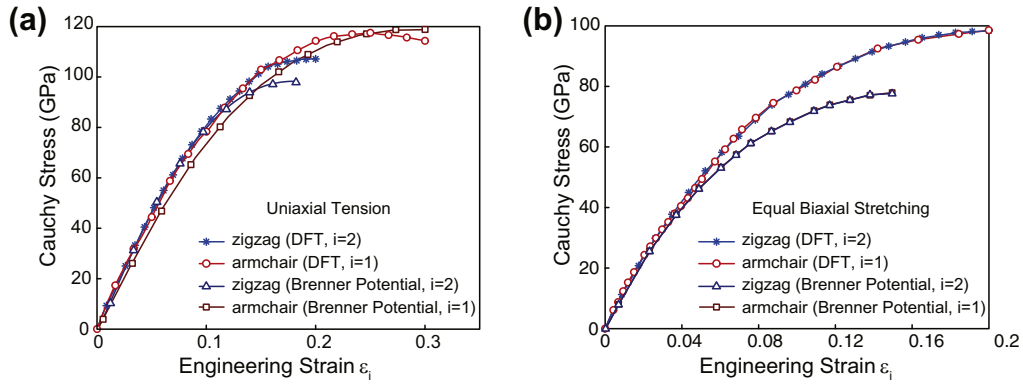 (a)
120
100
80
60
40
20
0
Cauchy Stress (GPa)
Uniaxial Tension
zigzag (DFT, i=2)
armchair (DFT, i=1)
zigzag (Brenner Potential, i=2)
armchair (Brenner Potential, i=1)
0 0.1 0.2 0.3
Engineering Strain εi
(b)
100
80
60
40
20
0
Cauchy Stress (GPa)
Equal Biaxial Stretching
zigzag (DFT, i=2)
armchair (DFT, i=1)
zigzag (Brenner Potential, i=2)
armchair (Brenner Potential, i=1)
0 0.04 0.08 0.12 0.16 0.2
Engineering Strain εi